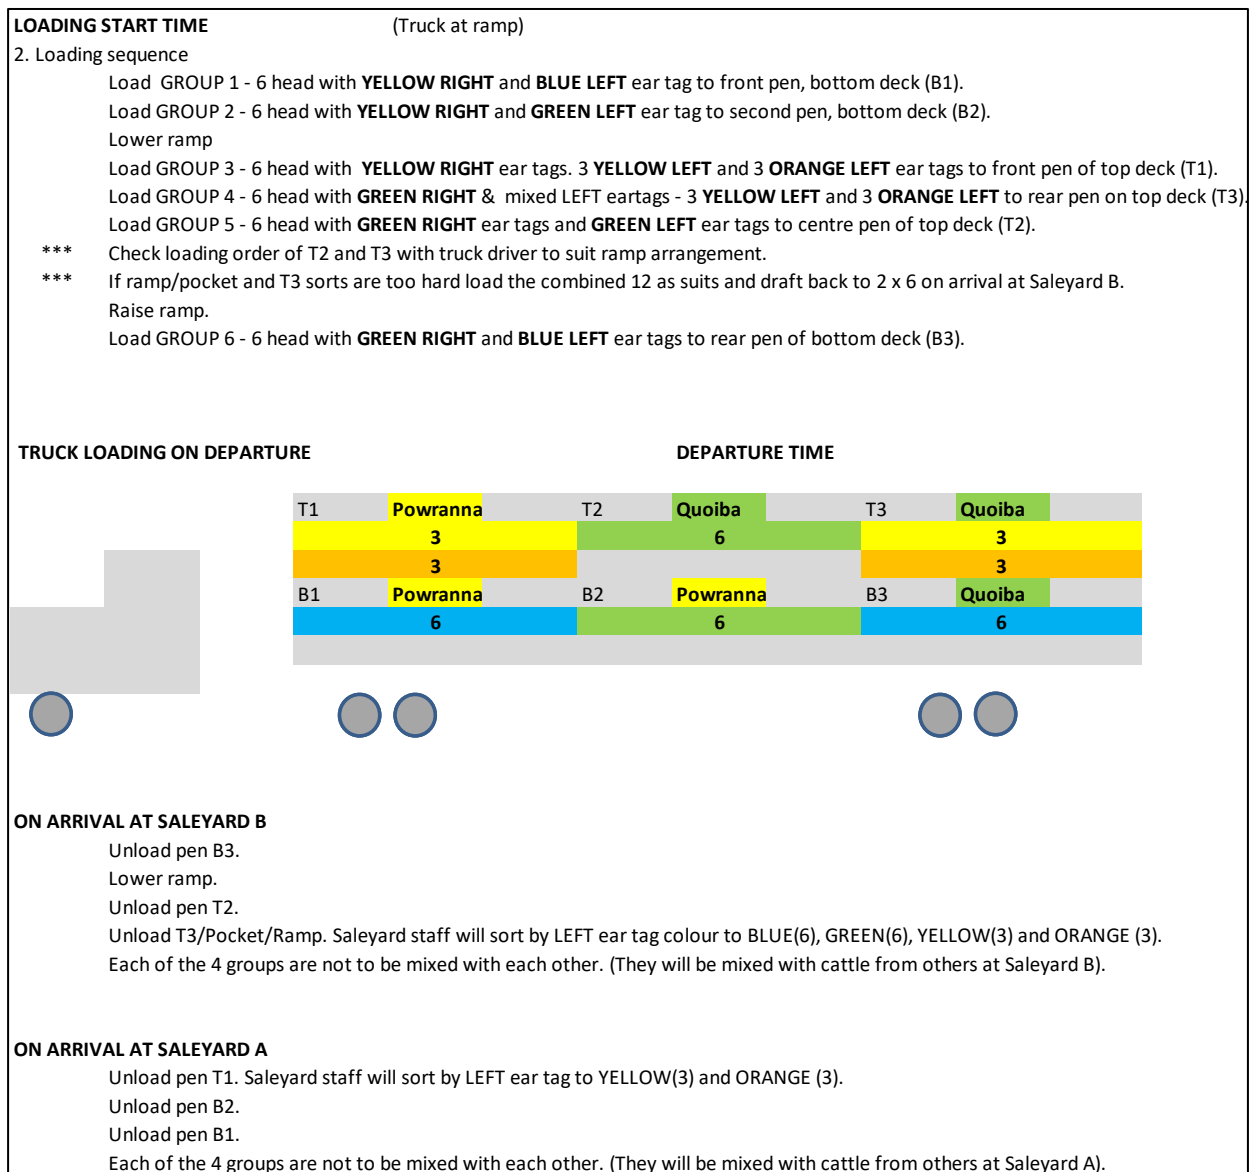 LOADING START TIME (Truck at ramp)
2. Loading sequence
Load GROUP 1 - 6 head with YELLOW RIGHT and BLUE LEFT ear tag to front pen, bottom deck (B1).
Load GROUP 2 - 6 head with YELLOW RIGHT and GREEN LEFT ear tag to second pen, bottom deck (B2).
Lower ramp
Load GROUP 3 - 6 head with YELLOW RIGHT ear tags. 3 YELLOW LEFT and 3 ORANGE LEFT ear tags to front pen of top deck (T1).
Load GROUP 4 - 6 head with GREEN RIGHT & mixed LEFT eartags - 3 YELLOW LEFT and 3 ORANGE LEFT to rear pen on top deck (T3).
Load GROUP 5 - 6 head with GREEN RIGHT ear tags and GREEN LEFT ear tags to centre pen of top deck (T2).
*** Check loading order of T2 and T3 with truck driver to suit ramp arrangement.
*** If ramp/pocket and T3 sorts are too hard load the combined 12 as suits and draft back to 2 x 6 on arrival at Saleyard B.
Raise ramp.
Load GROUP 6 - 6 head with GREEN RIGHT and BLUE LEFT ear tags to rear pen of bottom deck (B3).
TRUCK LOADING ON DEPARTURE DEPARTURE TIME
T1 Powranna T2 Quoiba T3 Quoiba
3 6 3
3 3
B1 Powranna B2 Powranna B3 Quoiba
6 6 6
ON ARRIVAL AT SALEYARD B
Unload pen B3.
Lower ramp.
Unload pen T2.
Unload T3/Pocket/Ramp. Saleyard staff will sort by LEFT ear tag colour to BLUE(6), GREEN(6), YELLOW(3) and ORANGE (3).
Each of the 4 groups are not to be mixed with each other. (They will be mixed with cattle from others at Saleyard B).
ON ARRIVAL AT SALEYARD A
Unload pen T1. Saleyard staff will sort by LEFT ear tag to YELLOW(3) and ORANGE (3).
Unload pen B2.
Unload pen B1.
Each of the 4 groups are not to be mixed with each other. (They will be mixed with cattle from others at Saleyard A).